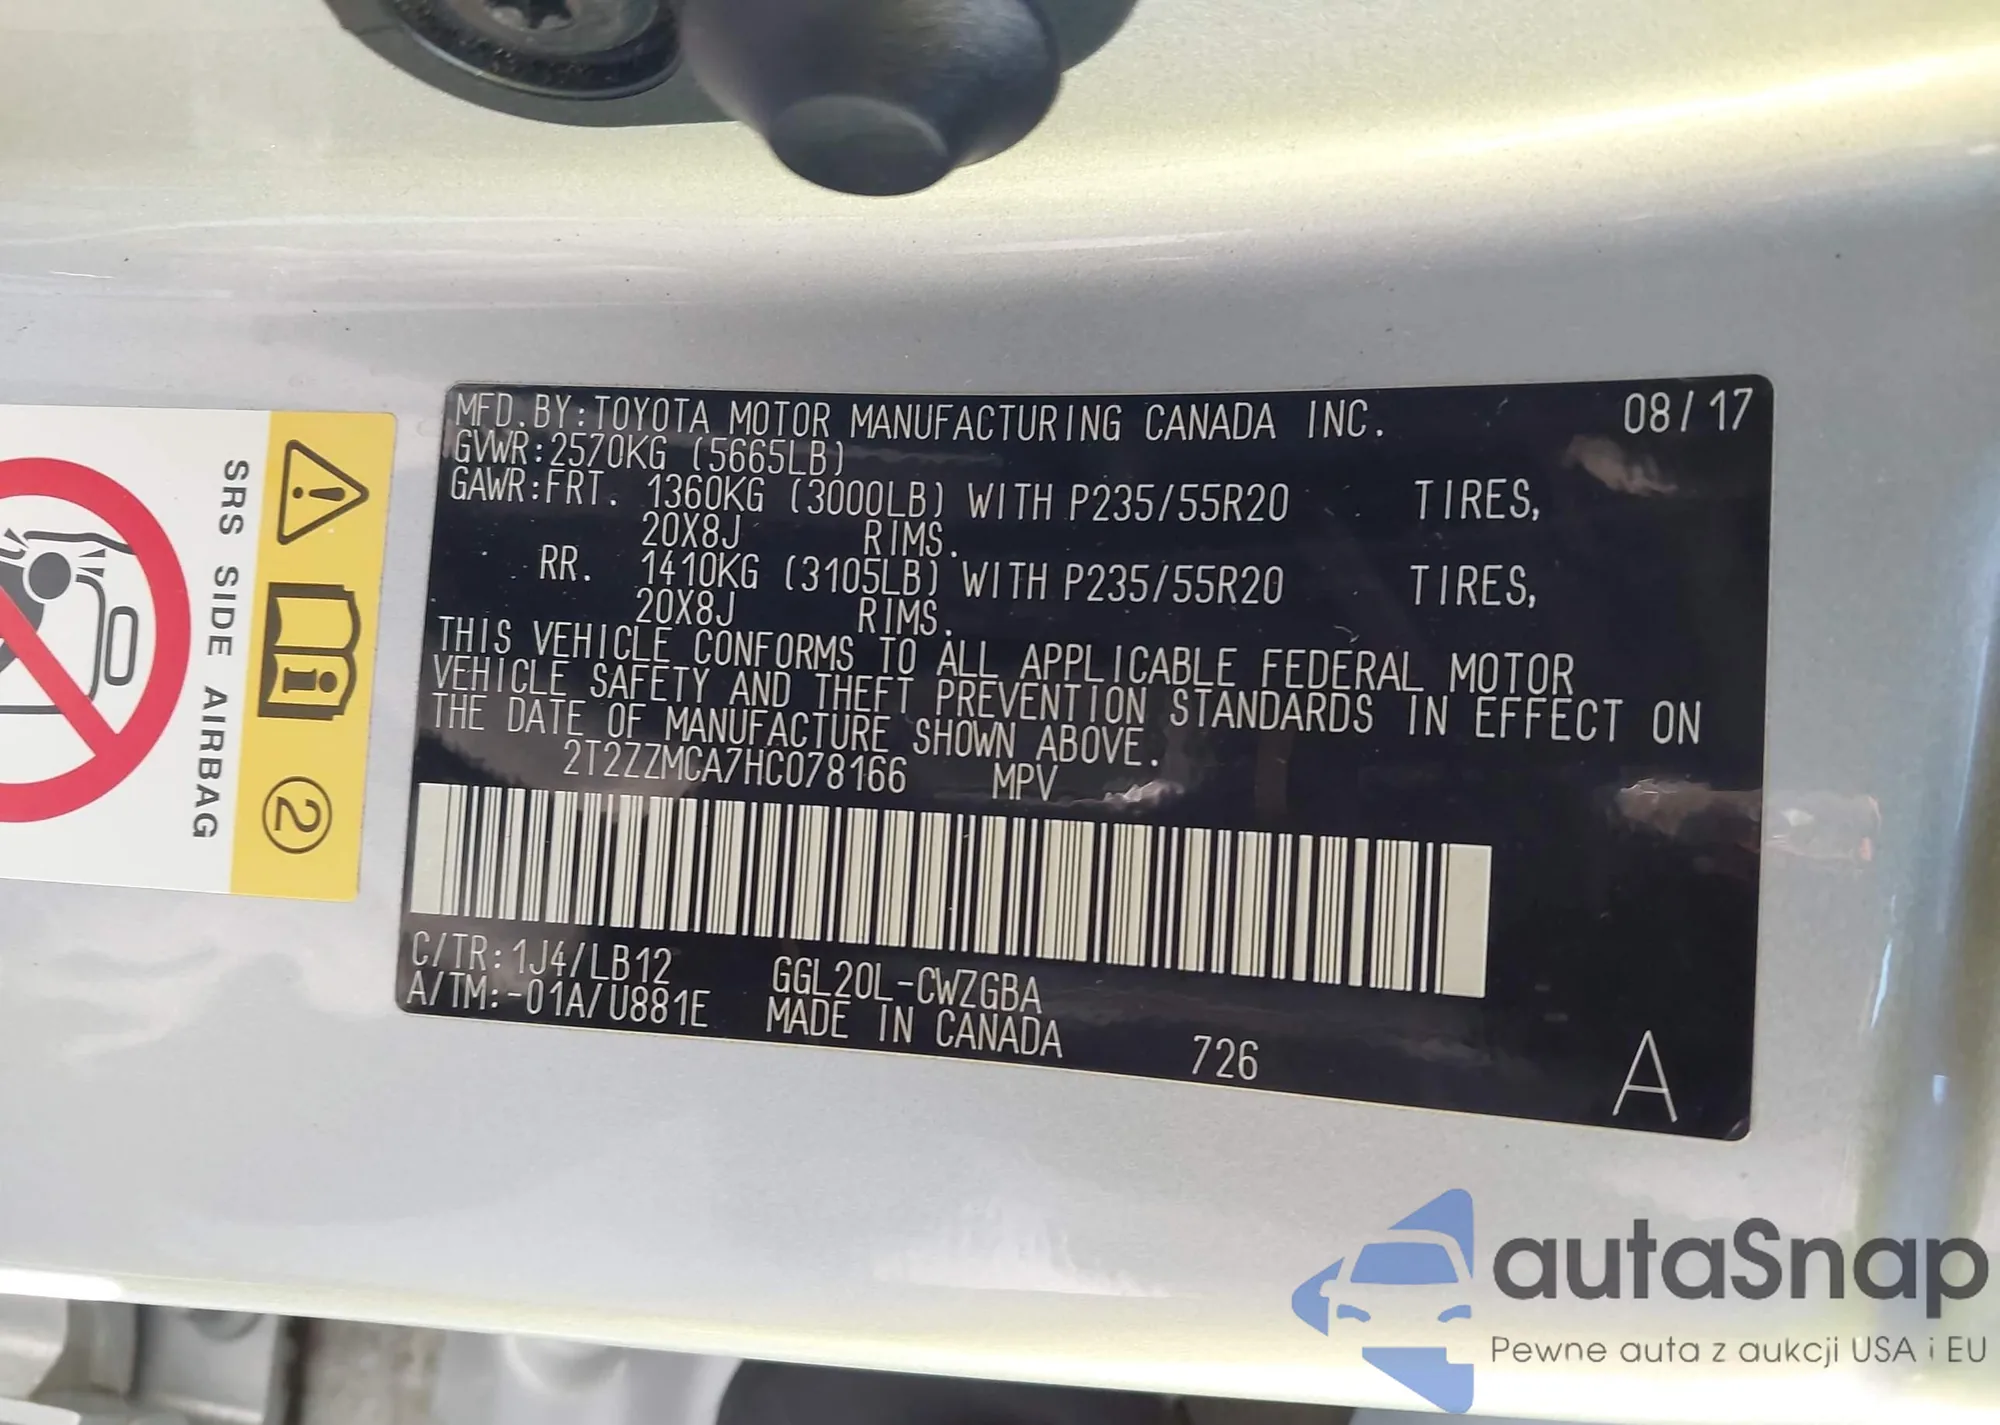 MFD.BY:TOYOTA MOTOR MANUFACTURING CANADA INC. 08/17
GVWR:2570KG (5665LB)
GAWR:FRT. 1360KG (3000LB) WITH P235/55R20 TIRES,
20X8J RIMS.
RR. 1410KG (3105LB) WITH P235/55R20 TIRES,
20X8J RIMS.
THIS VEHICLE CONFORMS TO ALL APPLICABLE FEDERAL MOTOR
VEHICLE SAFETY AND THEFT PREVENTION STANDARDS IN EFFECT ON
THE DATE OF MANUFACTURE SHOWN ABOVE.
2T2ZZMCA7HC078166 MPV
C/TR:1J4/LB12 GGL20L-CWZGBA
A/TM:-01A/U881E MADE IN CANADA 726 A
SRS SIDE AIRBAG
2
autaSnap
Pewne auta z aukcji USA i EU